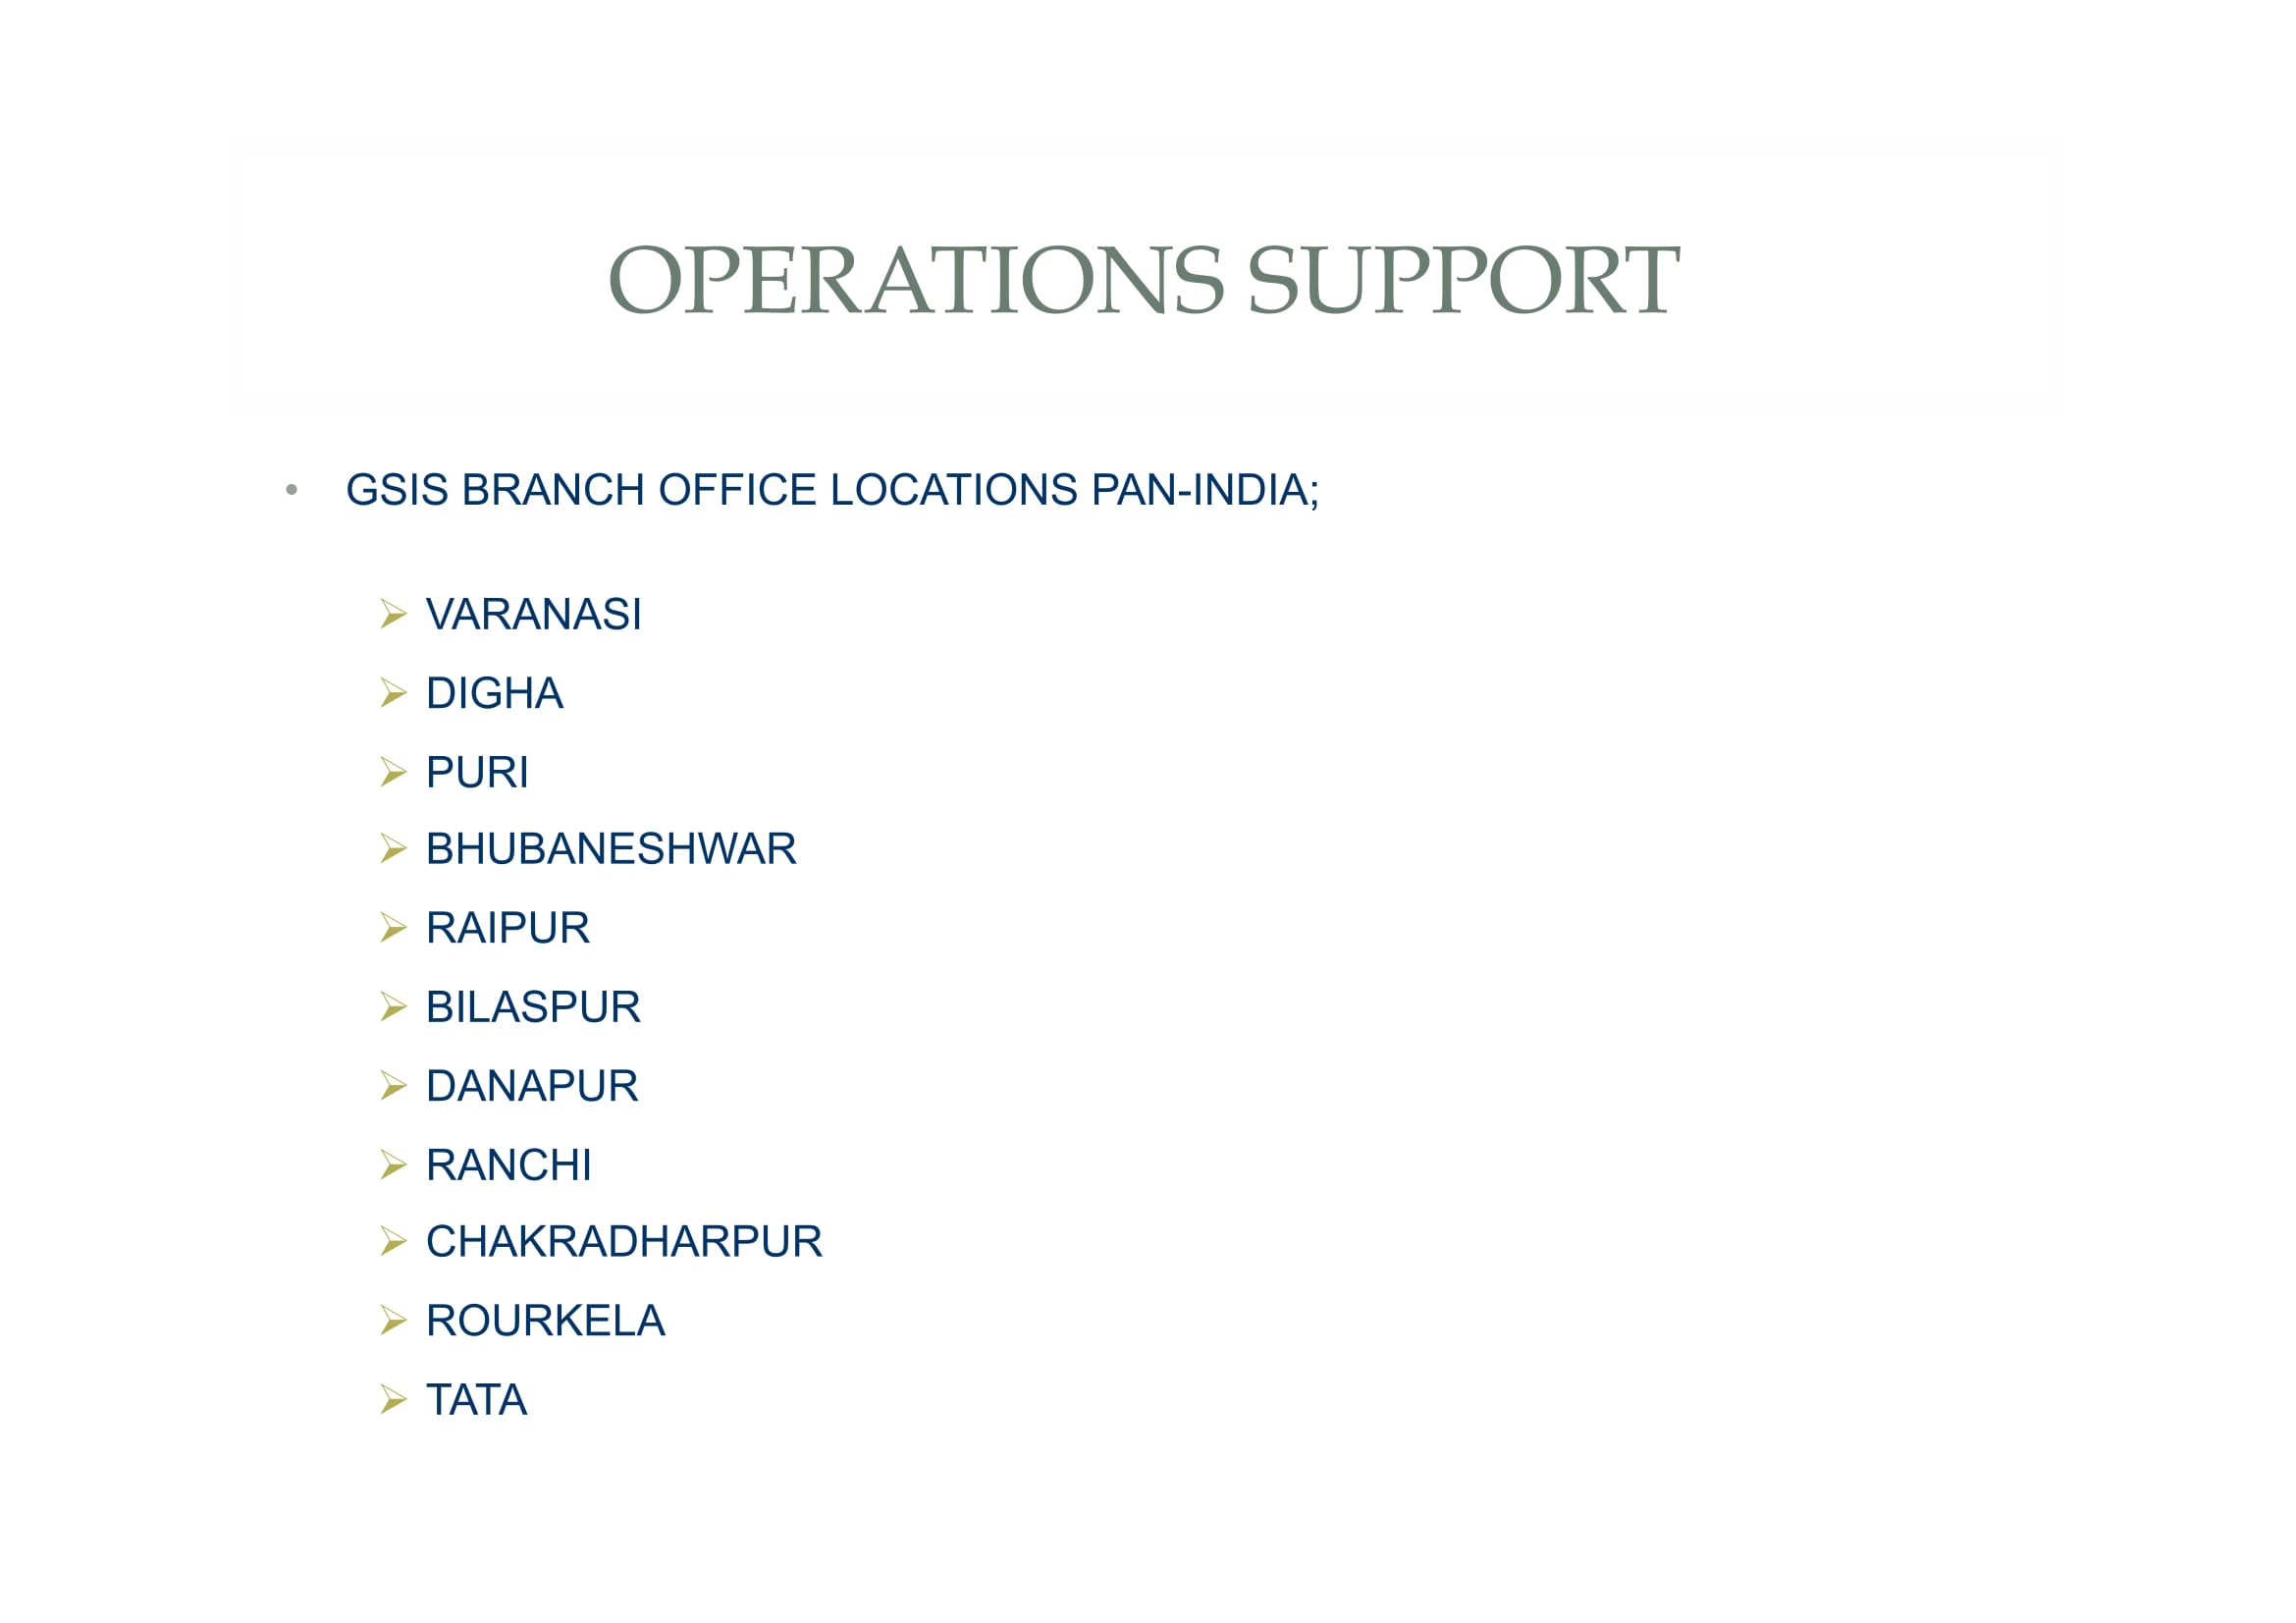 OPERATIONS SUPPORT
• GSIS BRANCH OFFICE LOCATIONS PAN-INDIA;
➢ VARANASI
➢ DIGHA
➢ PURI
➢ BHUBANESHWAR
➢ RAIPUR
➢ BILASPUR
➢ DANAPUR
➢ RANCHI
➢ CHAKRADHARPUR
➢ ROURKELA
➢ TATA